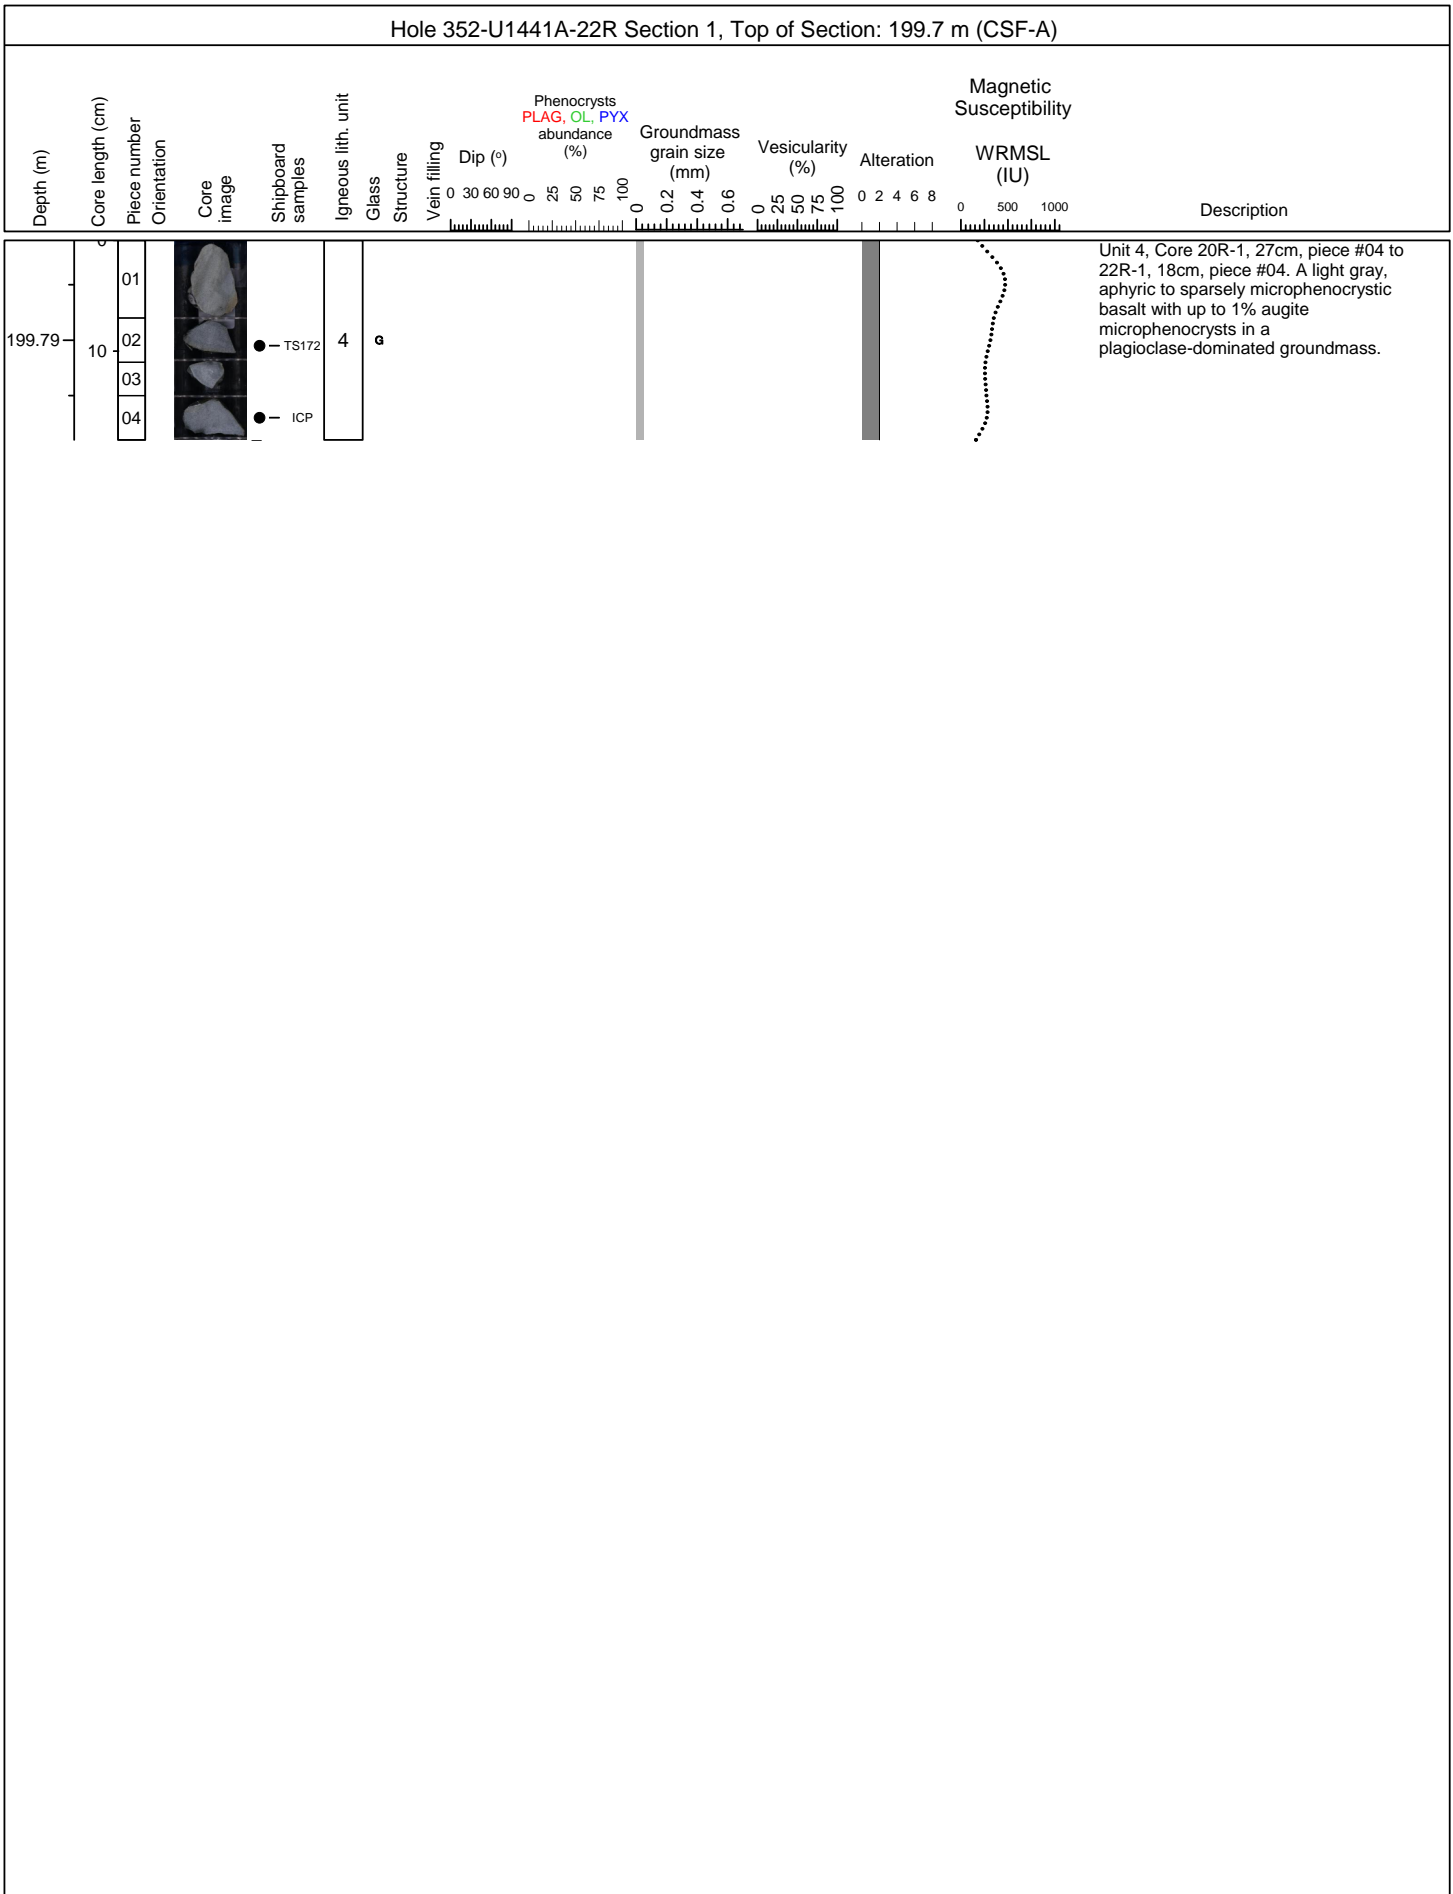 Hole 352-U1441A-22R Section 1, Top of Section: 199.7 m (CSF-A)
Depth (m)
Core length (cm)
Piece number
Orientation
Core
image
Shipboard
samples
Igneous lith. unit
Glass
Structure
Vein filling
Dip (°)
0 30 60 90
Phenocrysts
PLAG, OL, PYX
abundance
(%)
0 25 50 75 100
Groundmass
grain size
(mm)
0 0.2 0.4 0.6
Vesicularity
(%)
0 25 50 75 100
Alteration
0 2 4 6 8
Magnetic
Susceptibility
WRMSL
(IU)
0 500 1000
Description
0
01
199.79
10
02
TS172
4
G
03
04
ICP
Unit 4, Core 20R-1, 27cm, piece #04 to
22R-1, 18cm, piece #04. A light gray,
aphyric to sparsely microphenocrystic
basalt with up to 1% augite
microphenocrysts in a
plagioclase-dominated groundmass.